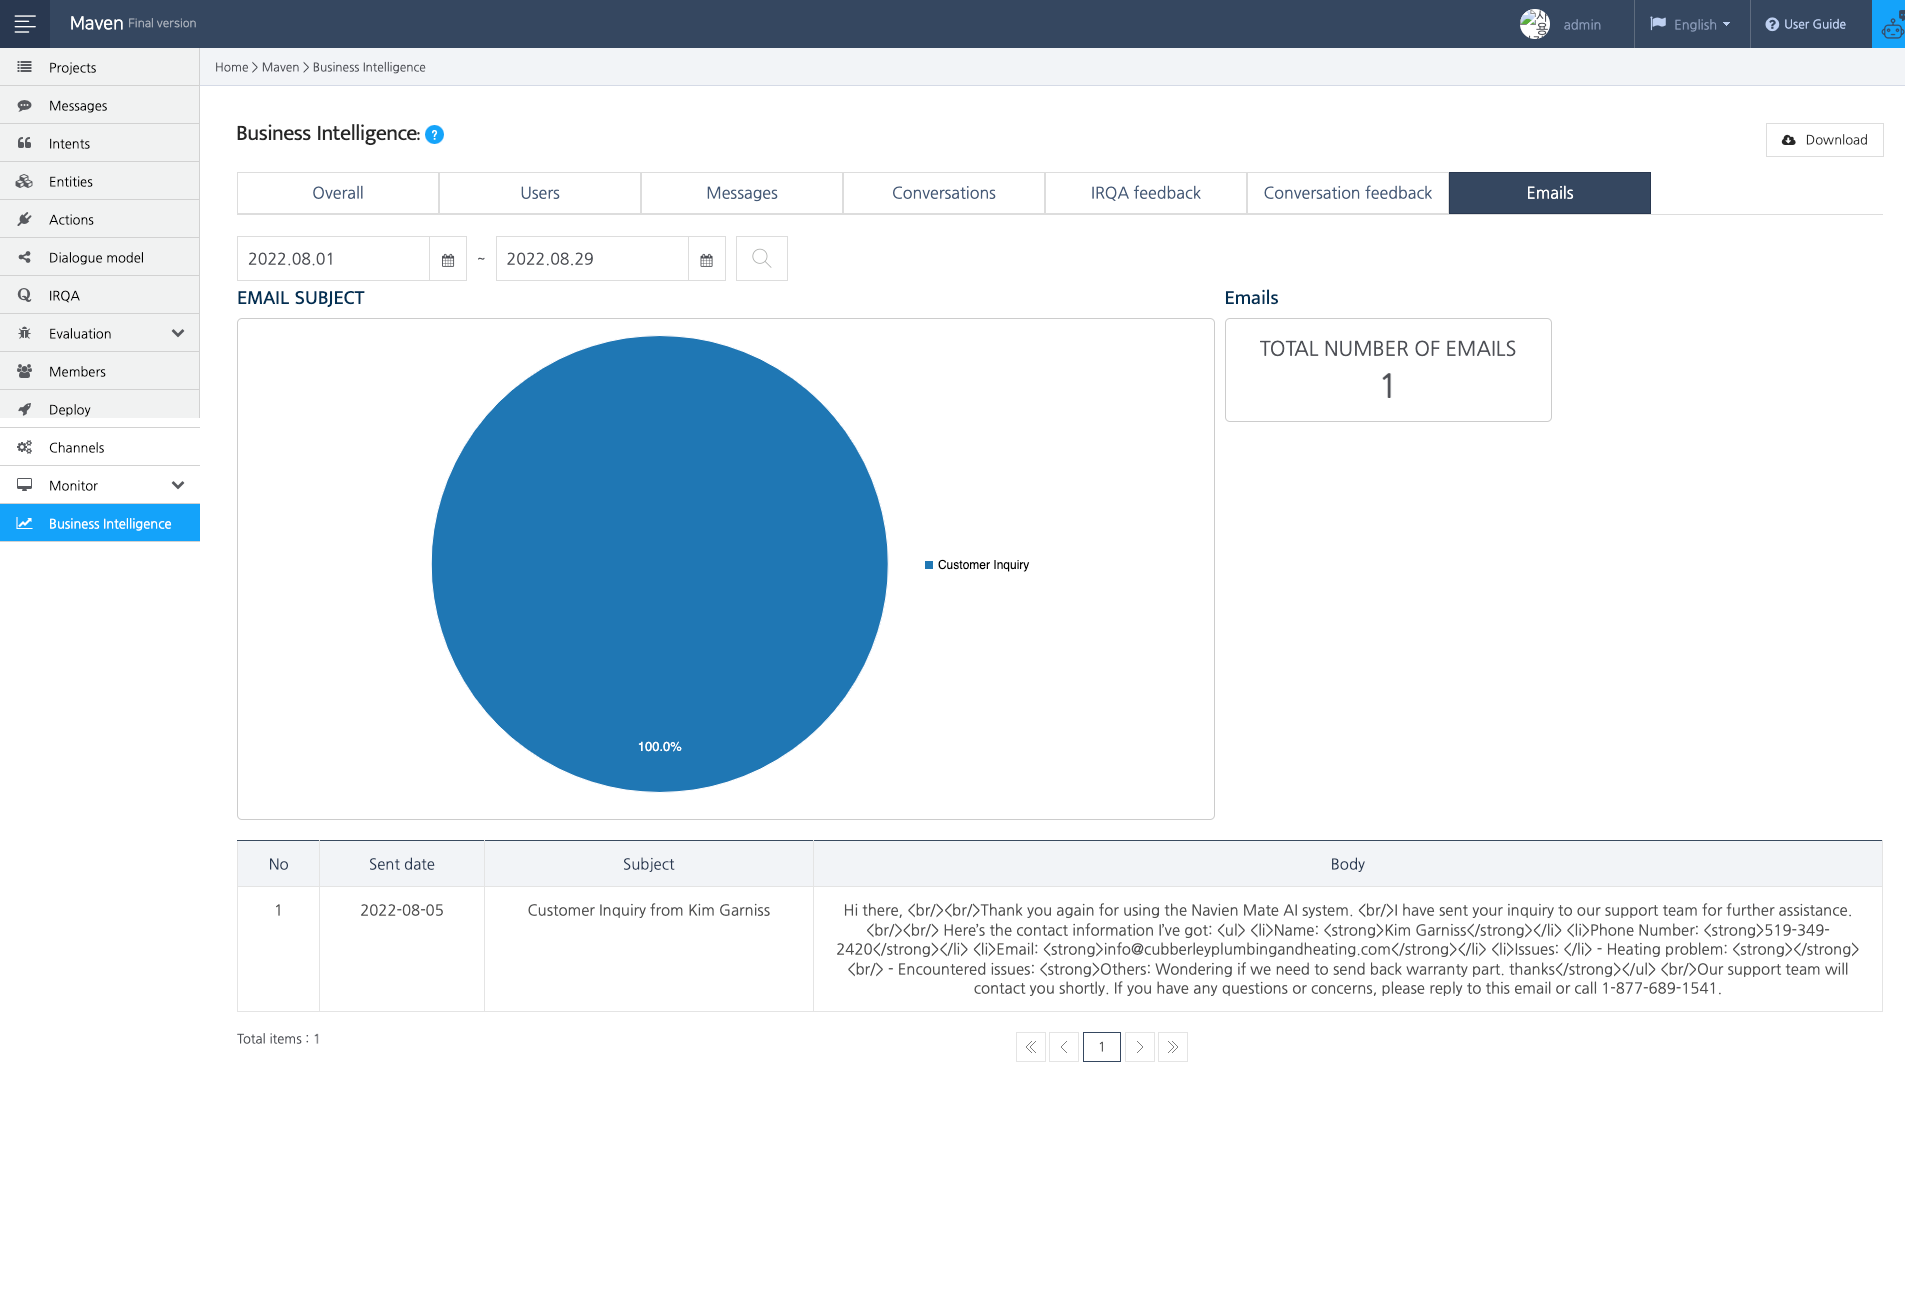 Maven Final version
admin
English
User Guide
Projects
Messages
Intents
Entities
Actions
Dialogue model
IRQA
Evaluation
Members
Deploy
Channels
Monitor
Business Intelligence
Home > Maven > Business Intelligence
Business Intelligence: ?
Download
Overall
Users
Messages
Conversations
IRQA feedback
Conversation feedback
Emails
2022.08.01
~
2022.08.29
EMAIL SUBJECT
100.0%
Customer Inquiry
Emails
TOTAL NUMBER OF EMAILS
1
No
Sent date
Subject
Body
1
2022-08-05
Customer Inquiry from Kim Garniss
Hi there, <br/><br/>Thank you again for using the Navien Mate AI system. <br/>I have sent your inquiry to our support team for further assistance.
<br/><br/> Here's the contact information I've got: <ul> <li>Name: <strong>Kim Garniss</strong></li> <li>Phone Number: <strong>519-349-
2420</strong></li> <li>Email: <strong>info@cubberleyplumbingandheating.com</strong></li> <li>Issues: </li> - Heating problem: <strong></strong>
<br/> - Encountered issues: <strong>Others: Wondering if we need to send back warranty part. thanks</strong></ul> <br/>Our support team will
contact you shortly. If you have any questions or concerns, please reply to this email or call 1-877-689-1541.
Total items : 1
1